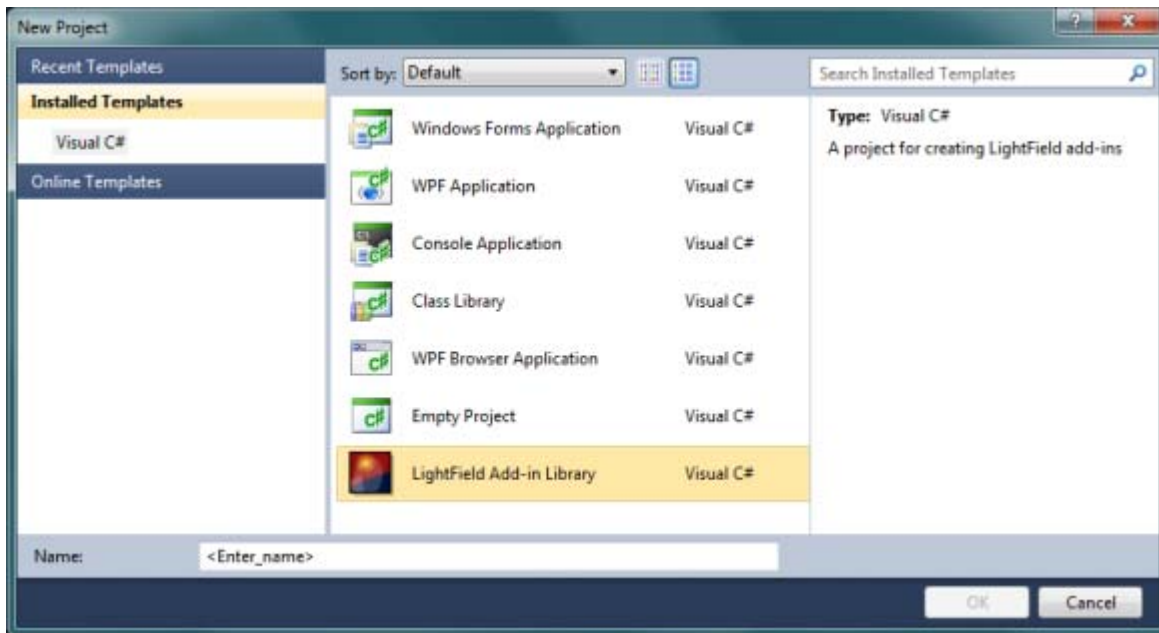 New Project
Recent Templates
Installed Templates
Visual C#
Online Templates
Sort by: Default
Search Installed Templates
Windows Forms Application Visual C#
WPF Application Visual C#
Console Application Visual C#
Class Library Visual C#
WPF Browser Application Visual C#
Empty Project Visual C#
LightField Add-in Library Visual C#
Type: Visual C#
A project for creating LightField add-ins
Name: <Enter_name>
OK Cancel